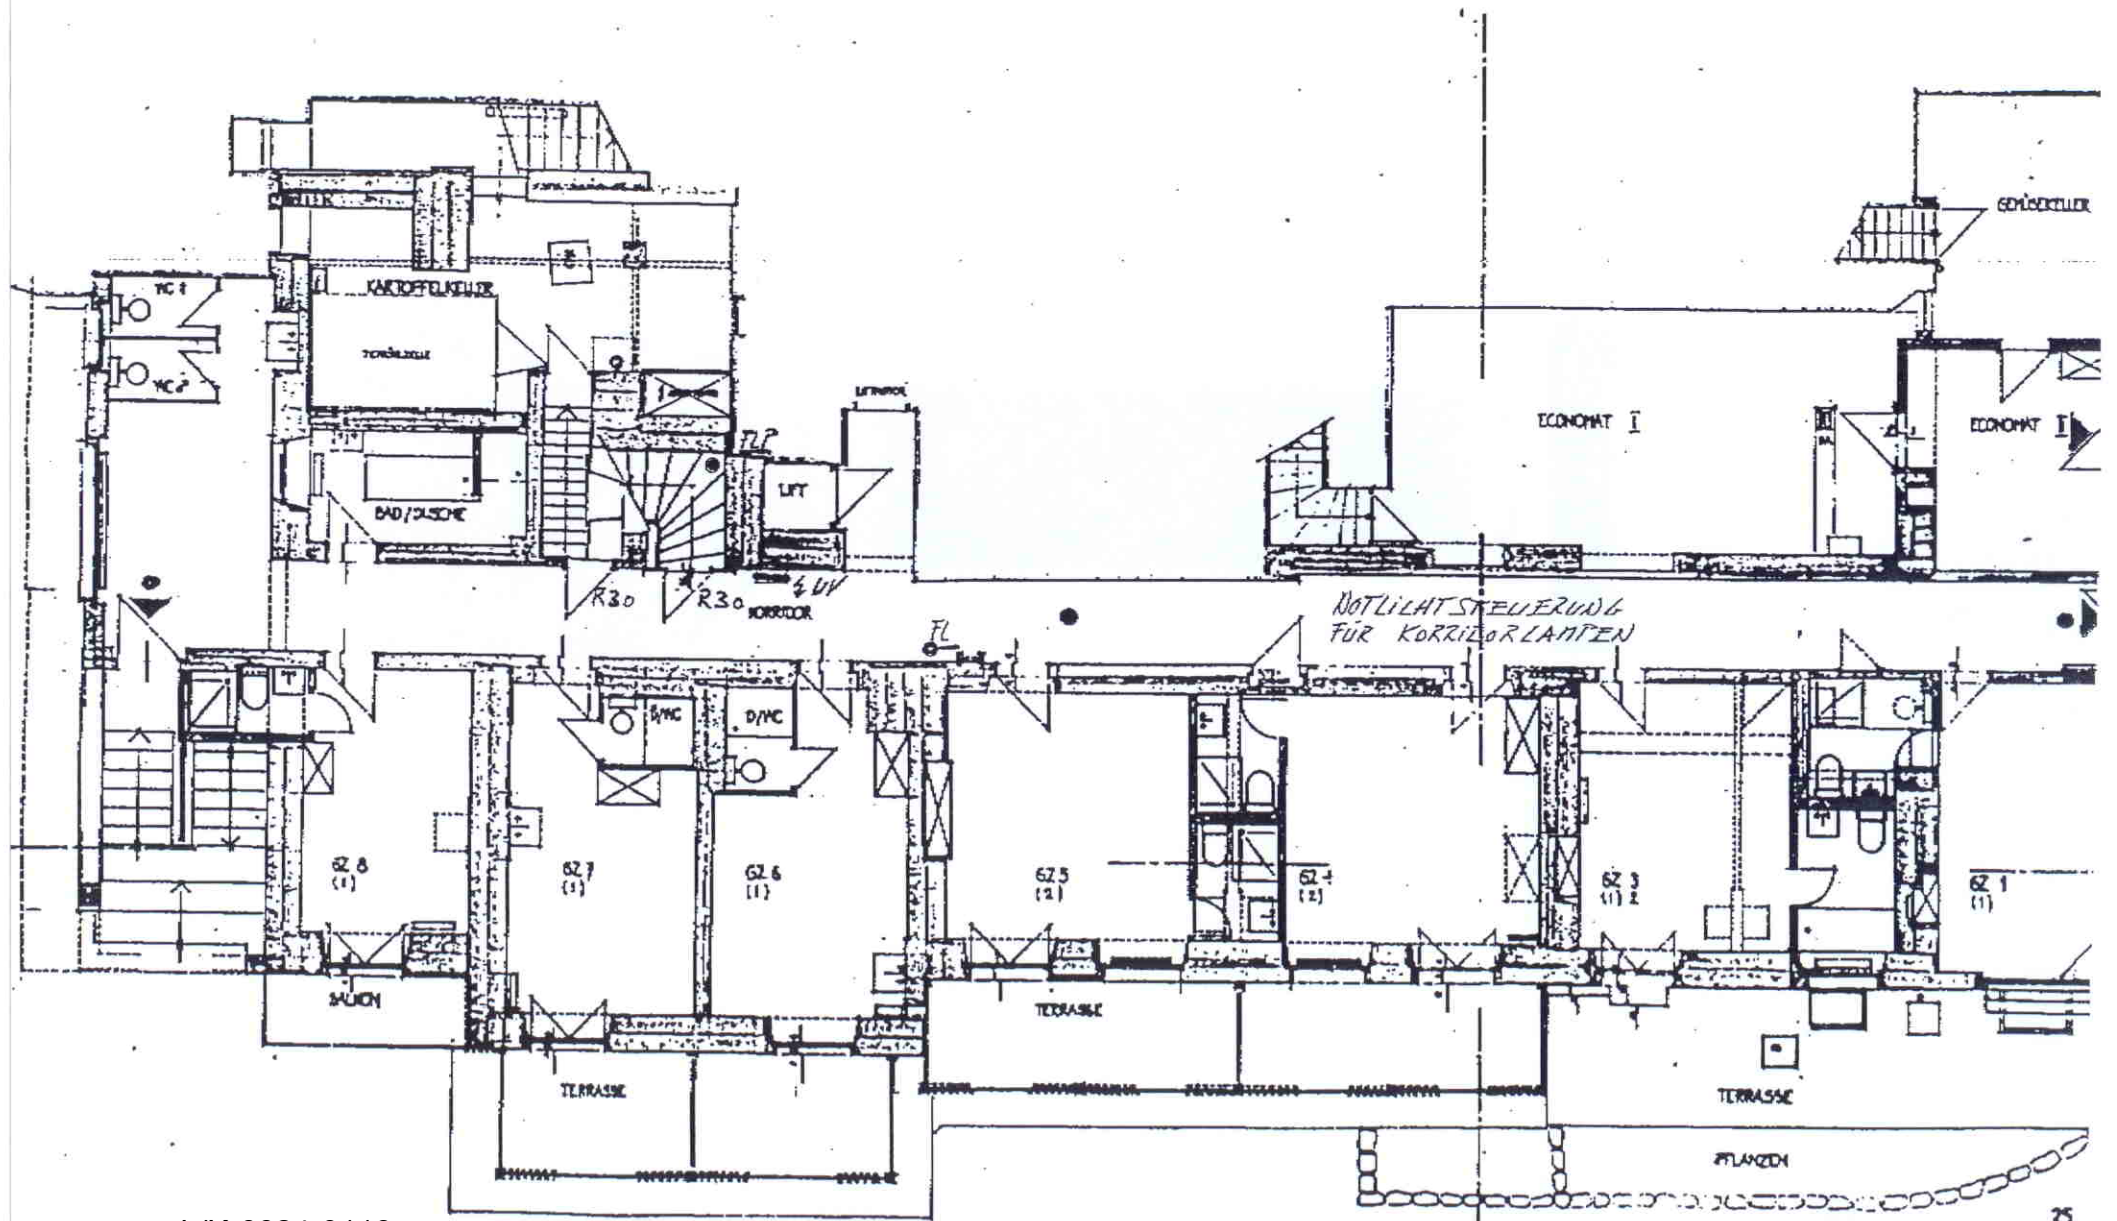 GEMÜSEKELLER
WC
KARTOFFELKELLER
WC
ECONOMAT I
ECONOMAT II
FLP
LIFT
BAD/DUSCHE
R30
R30
UV
KORRIDOR
NOTLICHTSTEUERUNG
FÜR KORRIDORLAMPEN
FL
D/WC
D/WC
GZ 8
(1)
GZ 7
(1)
GZ 6
(1)
GZ 5
(2)
GZ 4
(2)
GZ 3
(1) 2
GZ 1
(1)
BALKON
TERRASSE
TERRASSE
TERRASSE
PFLANZEN
25